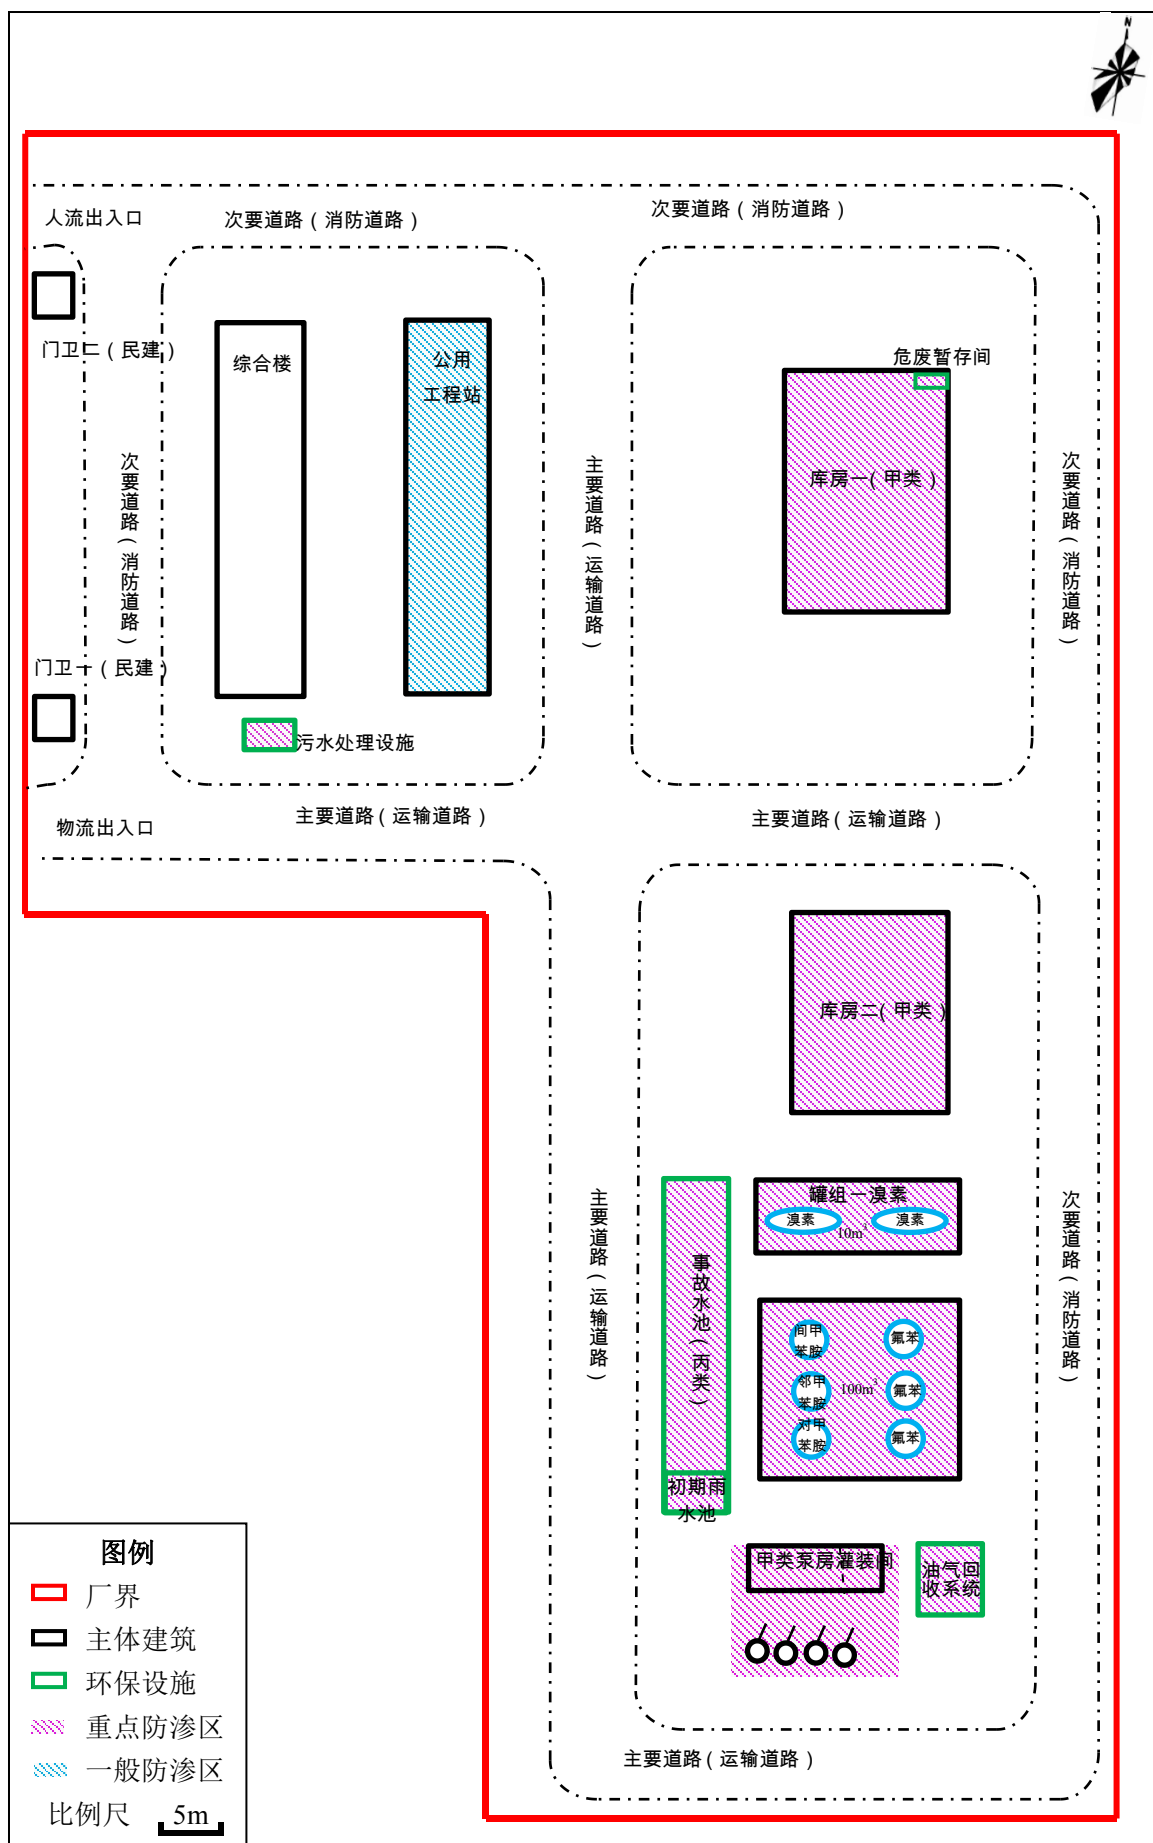 N
人流出入口
次要道路（消防道路）
次要道路（消防道路）
门卫二（民建）
综合楼
公用
工程站
危废暂存间
库房一（甲类）
次要道路（消防道路）
主要道路（运输道路）
次要道路（消防道路）
门卫一（民建）
污水处理设施
物流出入口
主要道路（运输道路）
主要道路（运输道路）
库房二（甲类）
主要道路（运输道路）
次要道路（消防道路）
罐组一溴素
溴素
溴素
10m³
事故水池（丙类）
间甲
苯胺
氟苯
邻甲
苯胺
100m³
氟苯
对甲
苯胺
氟苯
初期雨
水池
甲类泵房灌装间
油气回
收系统
主要道路（运输道路）
图例
厂界
主体建筑
环保设施
重点防渗区
一般防渗区
比例尺 5m